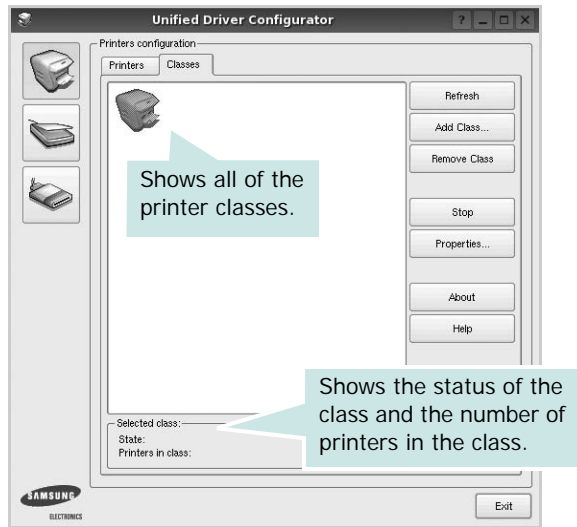 Unified Driver Configurator
Printers configuration
Printers
Classes
Refresh
Add Class...
Remove Class
Shows all of the
printer classes.
Stop
Properties...
About
Help
Shows the status of the
class and the number of
printers in the class.
Selected class:
State:
Printers in class:
SAMSUNG
ELECTRONICS
Exit